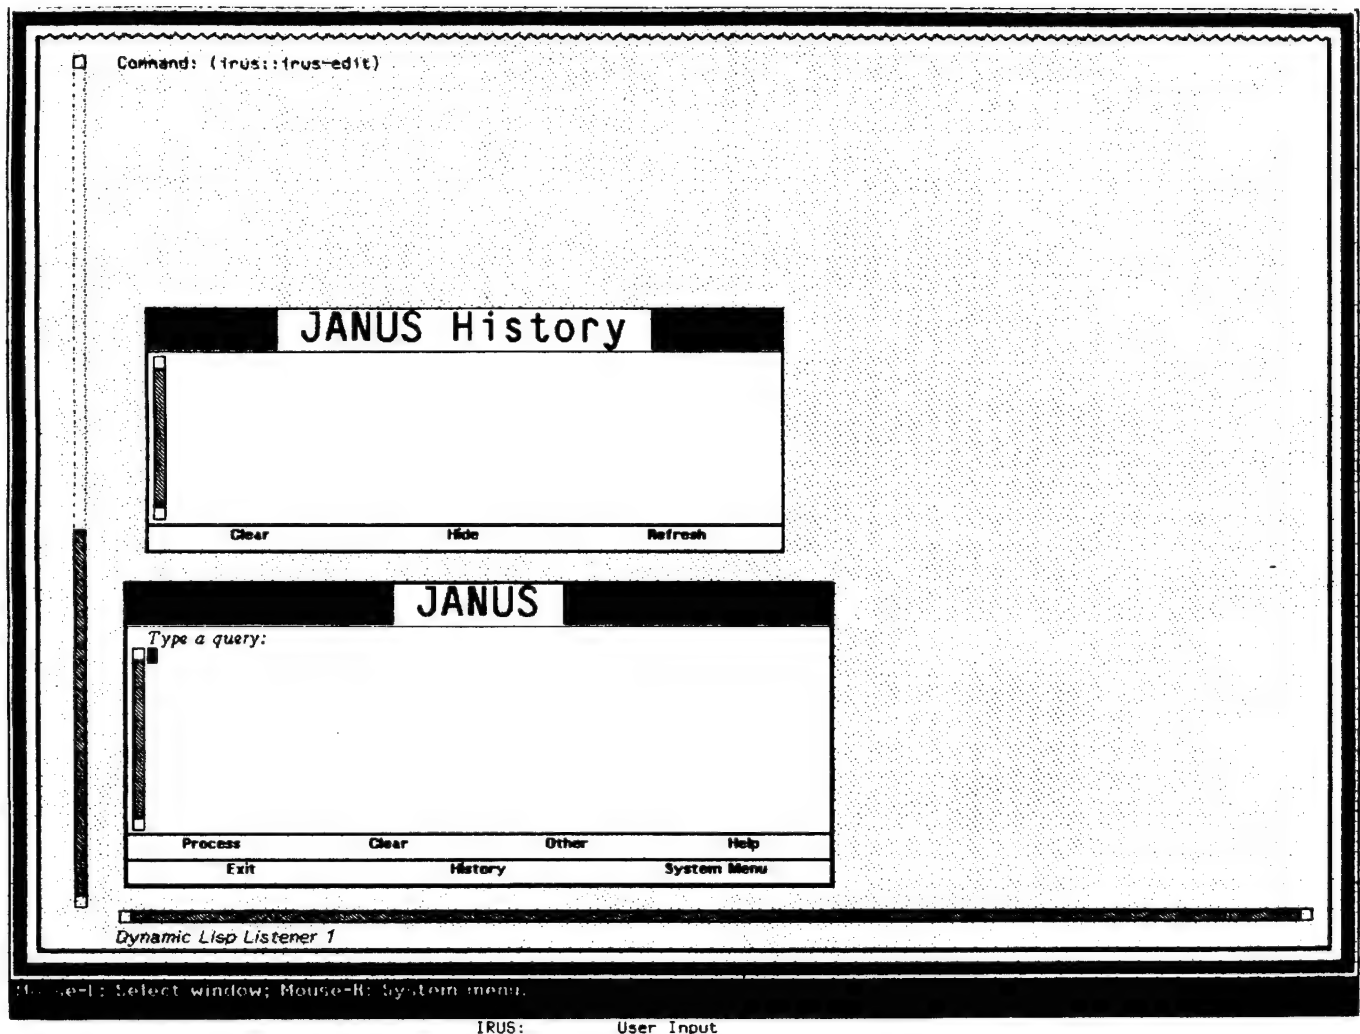 Command: (irus::irus-edit)
JANUS History
Clear Hide Refresh
JANUS
Type a query:
Process Clear Other Help
Exit History System Menu
Dynamic Lisp Listener 1
Mouse-L: Select window; Mouse-R: System menu.
IRUS: User Input